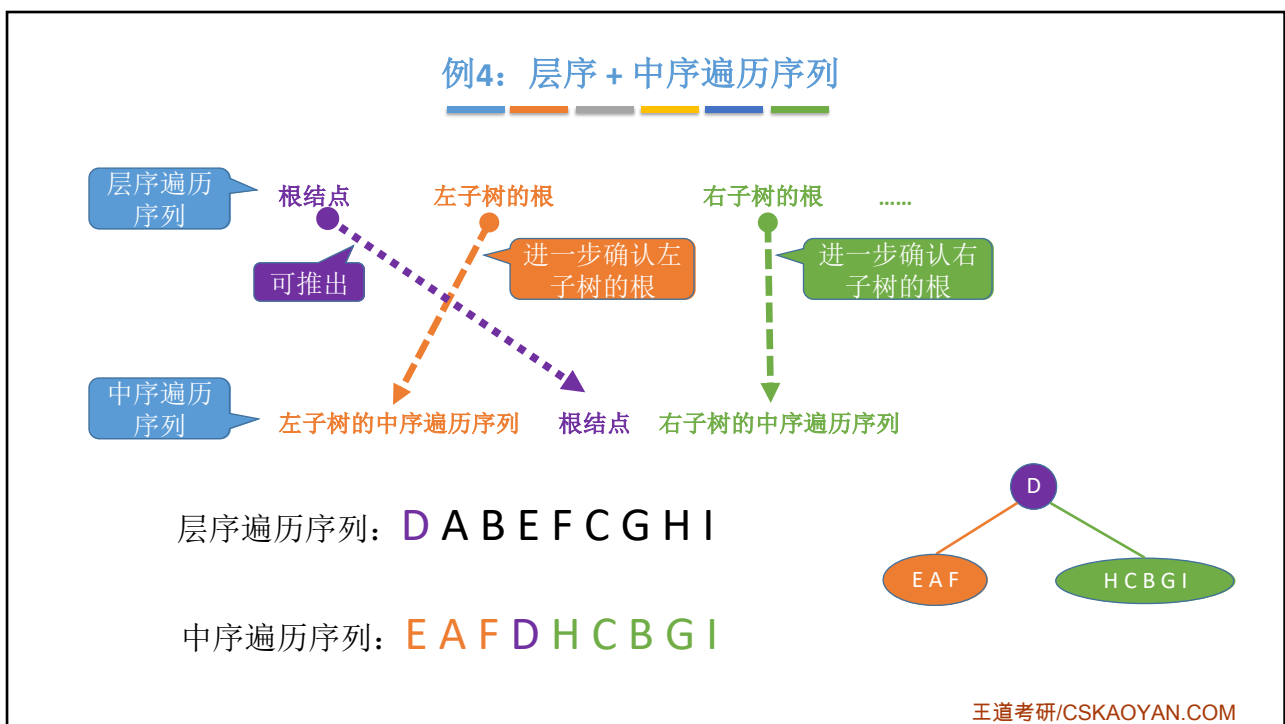 例4：层序 + 中序遍历序列
层序遍历
序列
根结点
左子树的根
右子树的根
……
可推出
进一步确认左
子树的根
进一步确认右
子树的根
中序遍历
序列
左子树的中序遍历序列
根结点
右子树的中序遍历序列
D
E A F
H C B G I
层序遍历序列：D A B E F C G H I
中序遍历序列：E A F D H C B G I
王道考研/CSKAOYAN.COM